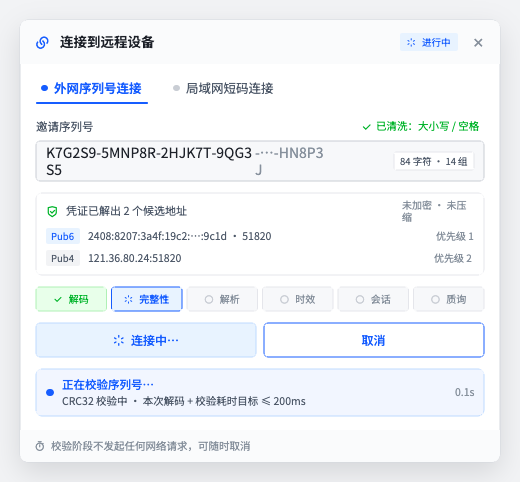 连接到远程设备
进行中
外网序列号连接
局域网短码连接
邀请序列号
已清洗：大小写 / 空格
K7G2S9-5MNP8R-2HJK7T-9QG3S5
-···-HN8P3J
84 字符 · 14 组
凭证已解出 2 个候选地址
未加密 · 未压缩
Pub6 2408:8207:3a4f:19c2:···:9c1d · 51820 优先级 1
Pub4 121.36.80.24:51820 优先级 2
解码
完整性
解析
时效
会话
质询
连接中···
取消
正在校验序列号···
CRC32 校验中 · 本次解码 + 校验耗时目标 ≤ 200ms
0.1s
校验阶段不发起任何网络请求，可随时取消